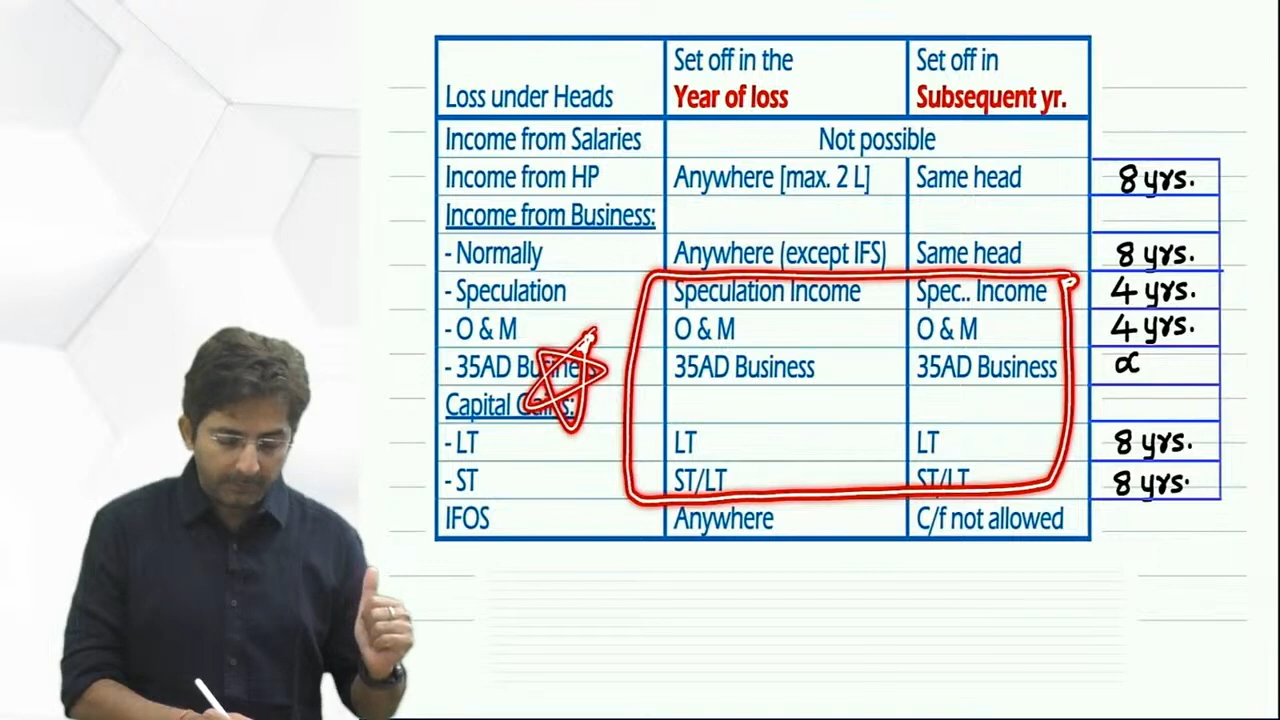 Loss under Heads
Set off in the
Year of loss
Set off in
Subsequent yr.
Income from Salaries Not possible
Income from HP Anywhere [max. 2 L] Same head 8 yrs.
Income from Business:
- Normally Anywhere (except IFS) Same head 8 yrs.
- Speculation Speculation Income Spec.. Income 4 yrs.
- O & M O & M O & M 4 yrs.
- 35AD Business 35AD Business 35AD Business α
Capital Gains:
- LT LT LT 8 yrs.
- ST ST/LT ST/LT 8 yrs.
IFOS Anywhere C/f not allowed